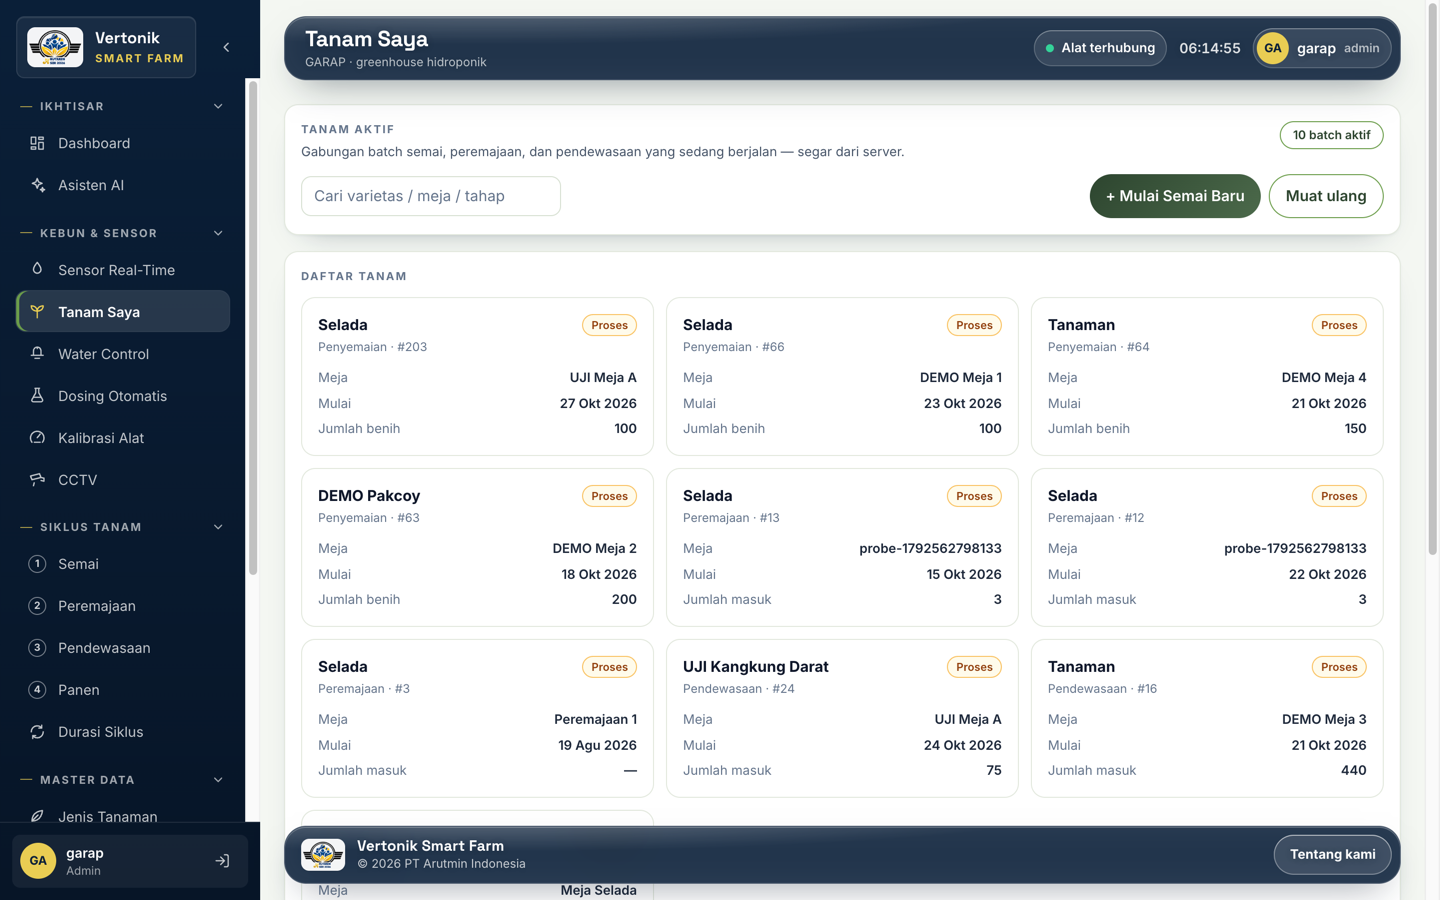 Vertonik
SMART FARM
IKHTISAR
Dashboard
Asisten AI
KEBUN & SENSOR
Sensor Real-Time
Tanam Saya
Water Control
Dosing Otomatis
Kalibrasi Alat
CCTV
SIKLUS TANAM
1 Semai
2 Peremajaan
3 Pendewasaan
4 Panen
Durasi Siklus
MASTER DATA
Jenis Tanaman
GA garap
Admin
Tanam Saya
GARAP · greenhouse hidroponik
Alat terhubung 06:14:55 GA garap admin
TANAM AKTIF
10 batch aktif
Gabungan batch semai, peremajaan, dan pendewasaan yang sedang berjalan — segar dari server.
Cari varietas / meja / tahap
+ Mulai Semai Baru
Muat ulang
DAFTAR TANAM
Selada Proses
Penyemaian · #203
Meja UJI Meja A
Mulai 27 Okt 2026
Jumlah benih 100
Selada Proses
Penyemaian · #66
Meja DEMO Meja 1
Mulai 23 Okt 2026
Jumlah benih 100
Tanaman Proses
Penyemaian · #64
Meja DEMO Meja 4
Mulai 21 Okt 2026
Jumlah benih 150
DEMO Pakcoy Proses
Penyemaian · #63
Meja DEMO Meja 2
Mulai 18 Okt 2026
Jumlah benih 200
Selada Proses
Peremajaan · #13
Meja probe-1792562798133
Mulai 15 Okt 2026
Jumlah masuk 3
Selada Proses
Peremajaan · #12
Meja probe-1792562798133
Mulai 22 Okt 2026
Jumlah masuk 3
Selada Proses
Peremajaan · #3
Meja Peremajaan 1
Mulai 19 Agu 2026
Jumlah masuk —
UJI Kangkung Darat Proses
Pendewasaan · #24
Meja UJI Meja A
Mulai 24 Okt 2026
Jumlah masuk 75
Tanaman Proses
Pendewasaan · #16
Meja DEMO Meja 3
Mulai 21 Okt 2026
Jumlah masuk 440
Vertonik Smart Farm
© 2026 PT Arutmin Indonesia
Tentang kami
Meja Meja Selada